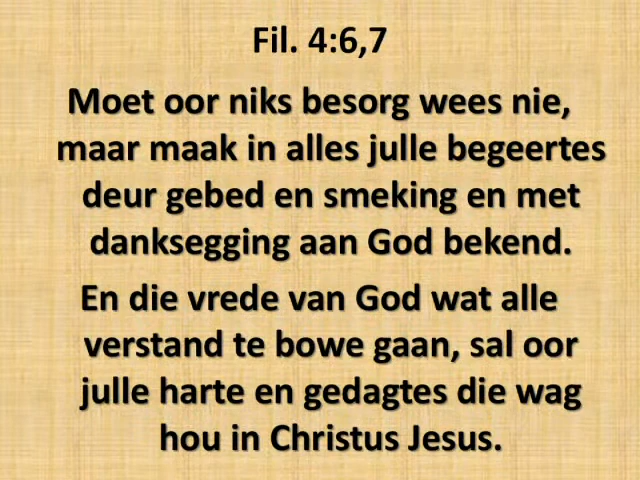 Fil. 4:6,7
Moet oor niks besorg wees nie,
maar maak in alles julle begeertes
deur gebed en smeking en met
danksegging aan God bekend.
En die vrede van God wat alle
verstand te bowe gaan, sal oor
julle harte en gedagtes die wag
hou in Christus Jesus.